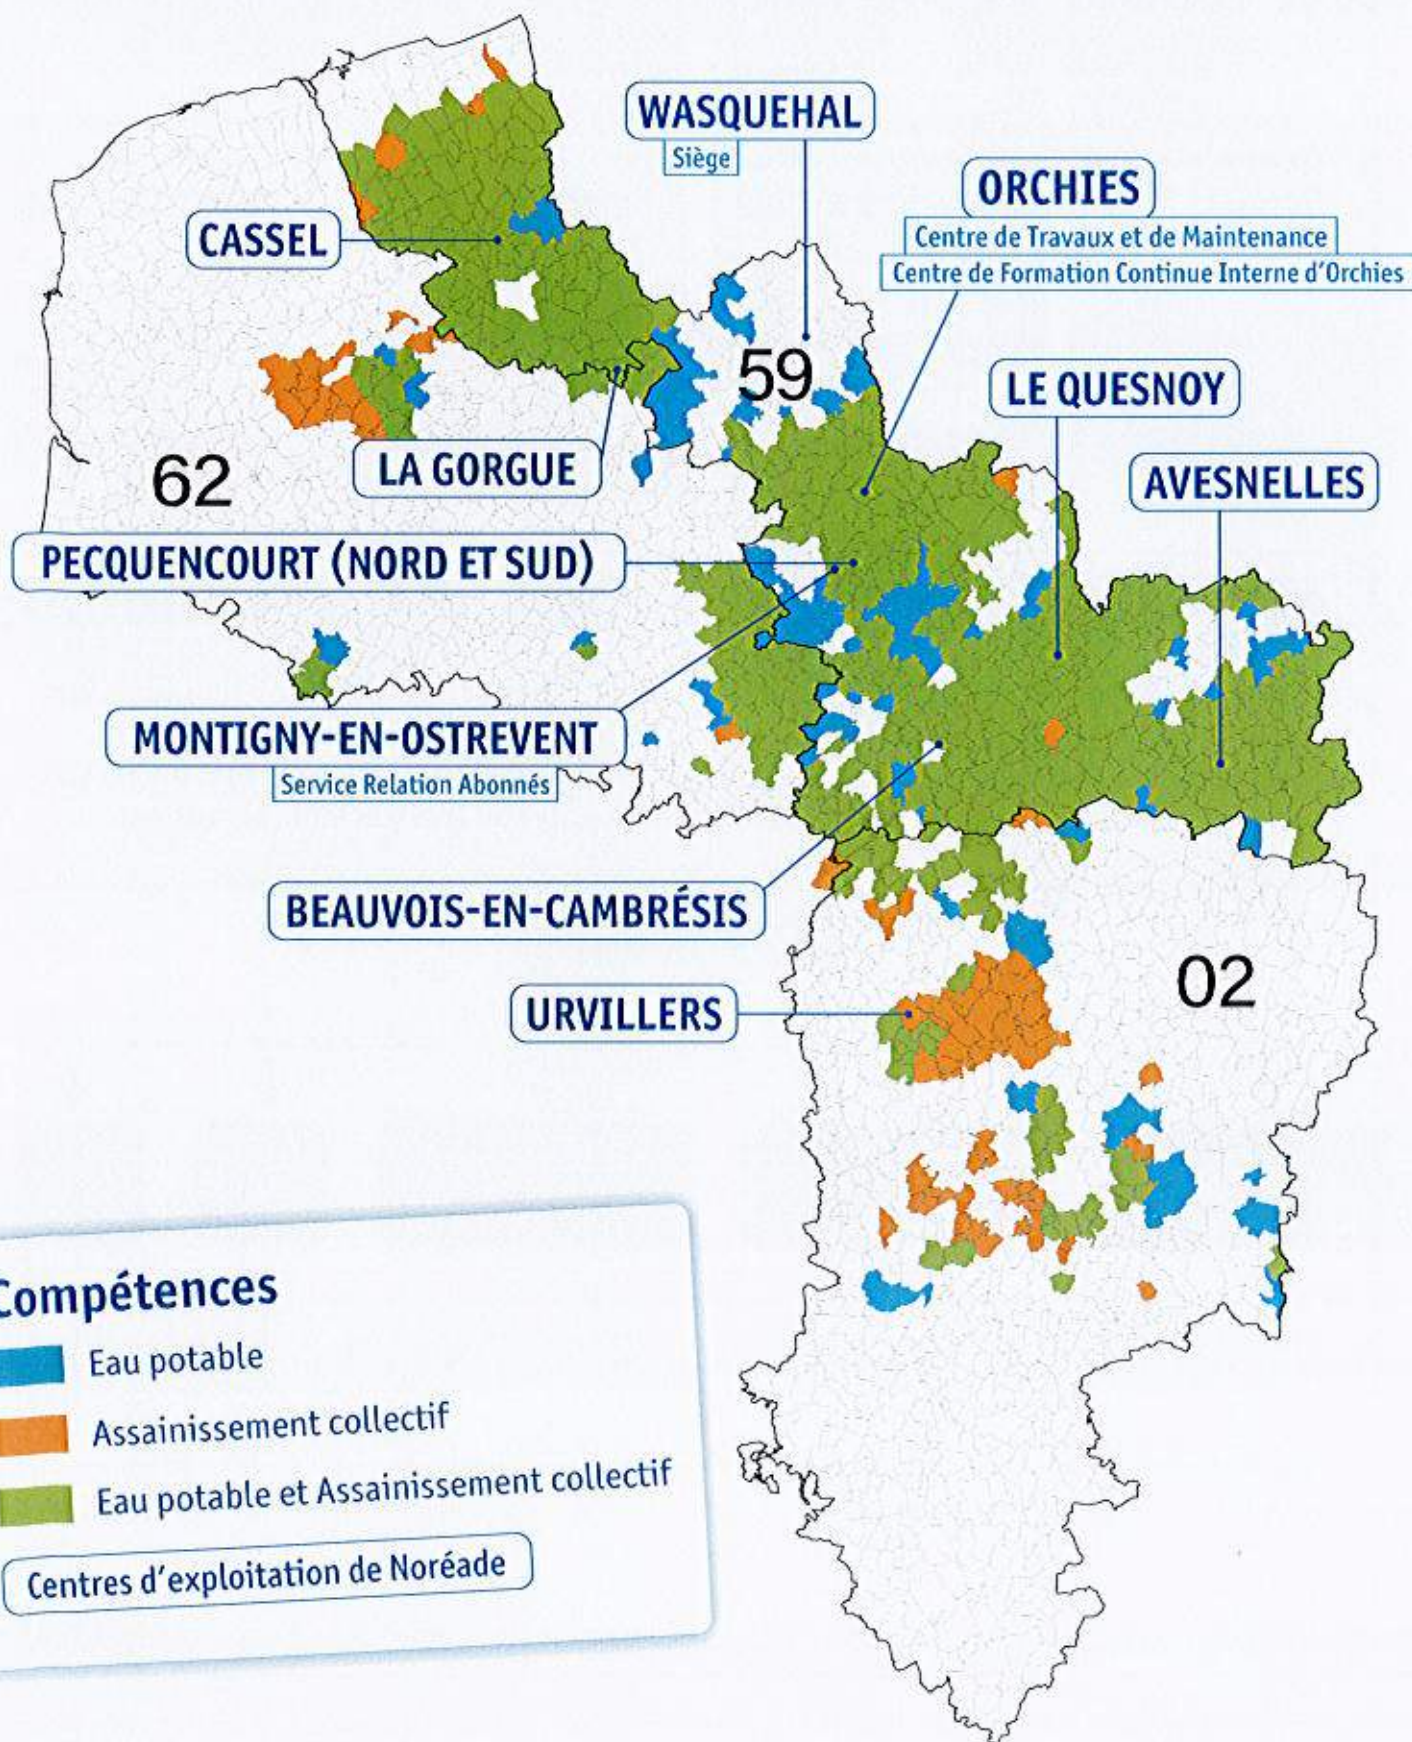 WASQUEHAL
Siège
ORCHIES
Centre de Travaux et de Maintenance
Centre de Formation Continue Interne d'Orchies
CASSEL
59
LE QUESNOY
LA GORGUE
62
AVESNELLES
PECQUENCOURT (NORD ET SUD)
MONTIGNY-EN-OSTREVENT
Service Relation Abonnés
BEAUVOIS-EN-CAMBRÉSIS
02
URVILLERS
Compétences
Eau potable
Assainissement collectif
Eau potable et Assainissement collectif
Centres d'exploitation de Noréade